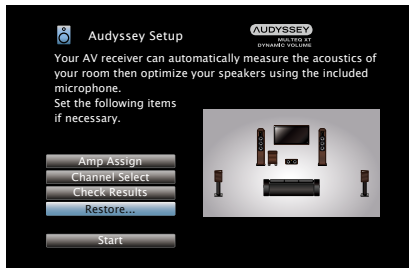 Audyssey Setup
AUDYSSEY
MULTEQ XT
DYNAMIC VOLUME
Your AV receiver can automatically measure the acoustics of
your room then optimize your speakers using the included
microphone.
Set the following items
if necessary.
Amp Assign
Channel Select
Check Results
Restore...
Start